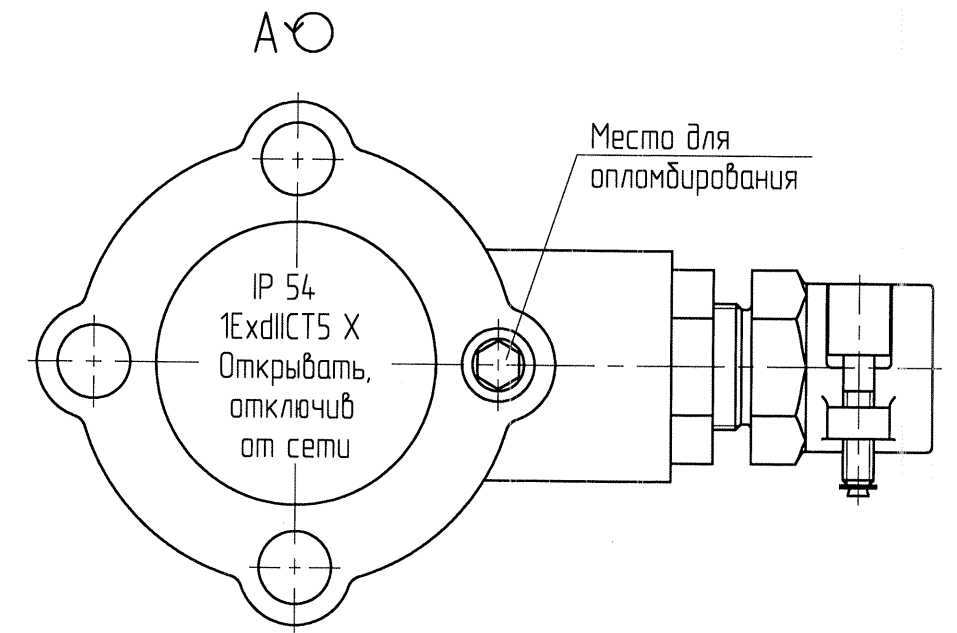 А
Место для
опломбирования
IP 54
1ExdIICT5 X
Открывать,
отключив
от сети